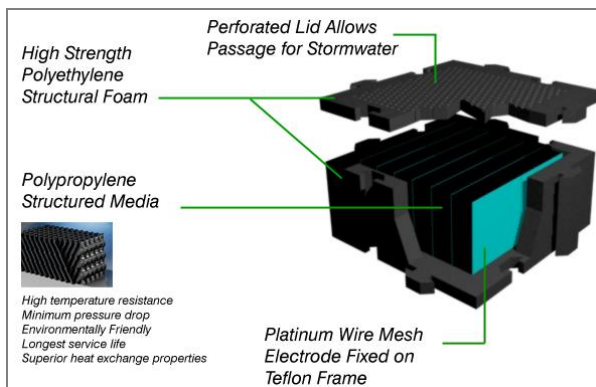 Perforated Lid Allows
Passage for Stormwater
High Strength
Polyethylene
Structural Foam
Polypropylene
Structured Media
High temperature resistance
Minimum pressure drop
Environmentally Friendly
Longest service life
Superior heat exchange properties
Platinum Wire Mesh
Electrode Fixed on
Teflon Frame